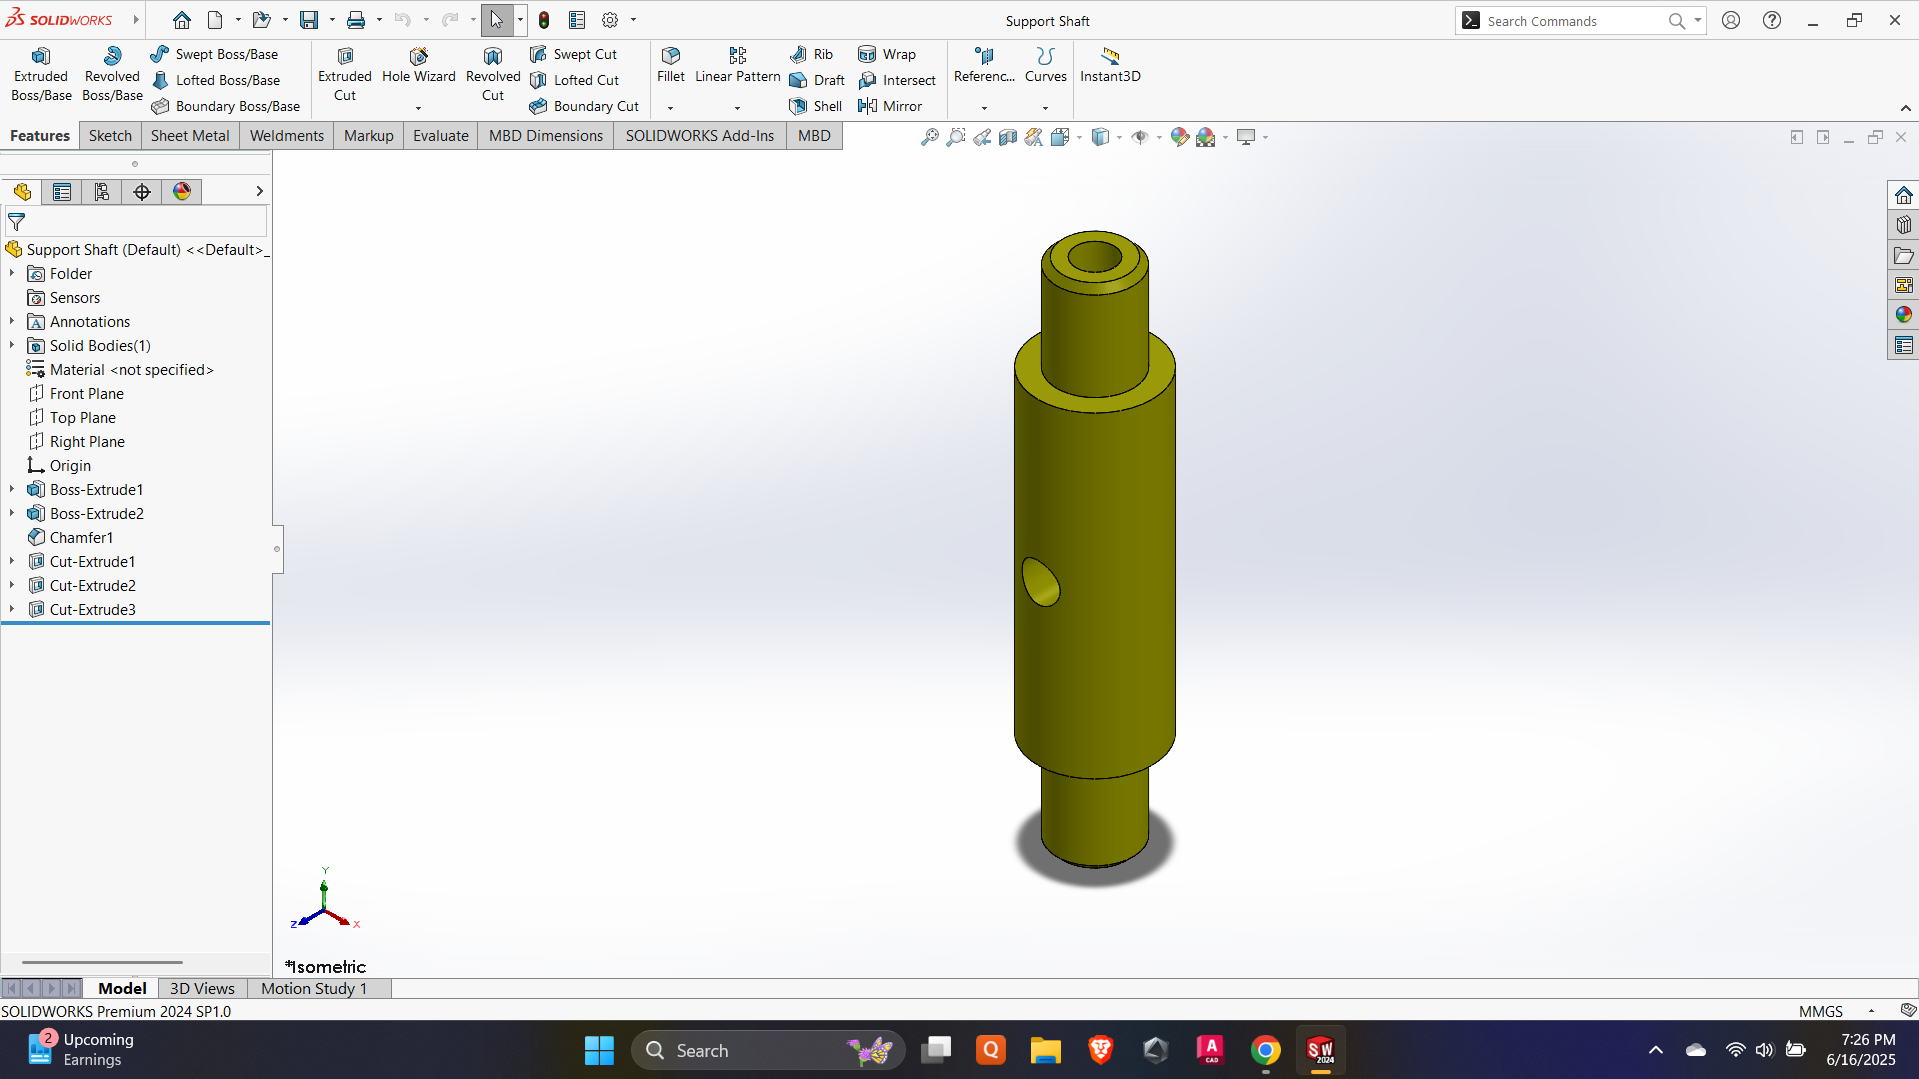 SOLIDWORKS
Support Shaft
Search Commands
Extruded Boss/Base
Revolved Boss/Base
Swept Boss/Base
Lofted Boss/Base
Boundary Boss/Base
Extruded Cut
Hole Wizard
Revolved Cut
Swept Cut
Lofted Cut
Boundary Cut
Fillet
Linear Pattern
Rib
Draft
Shell
Wrap
Intersect
Mirror
Referenc...
Curves
Instant3D
Features
Sketch
Sheet Metal
Weldments
Markup
Evaluate
MBD Dimensions
SOLIDWORKS Add-Ins
MBD
Support Shaft (Default) <<Default>_
Folder
Sensors
Annotations
Solid Bodies(1)
Material <not specified>
Front Plane
Top Plane
Right Plane
Origin
Boss-Extrude1
Boss-Extrude2
Chamfer1
Cut-Extrude1
Cut-Extrude2
Cut-Extrude3
Y
Z
X
*Isometric
Model
3D Views
Motion Study 1
SOLIDWORKS Premium 2024 SP1.0
MMGS
2
Upcoming
Earnings
Search
Q
A
CAD
SW
2024
7:26 PM
6/16/2025